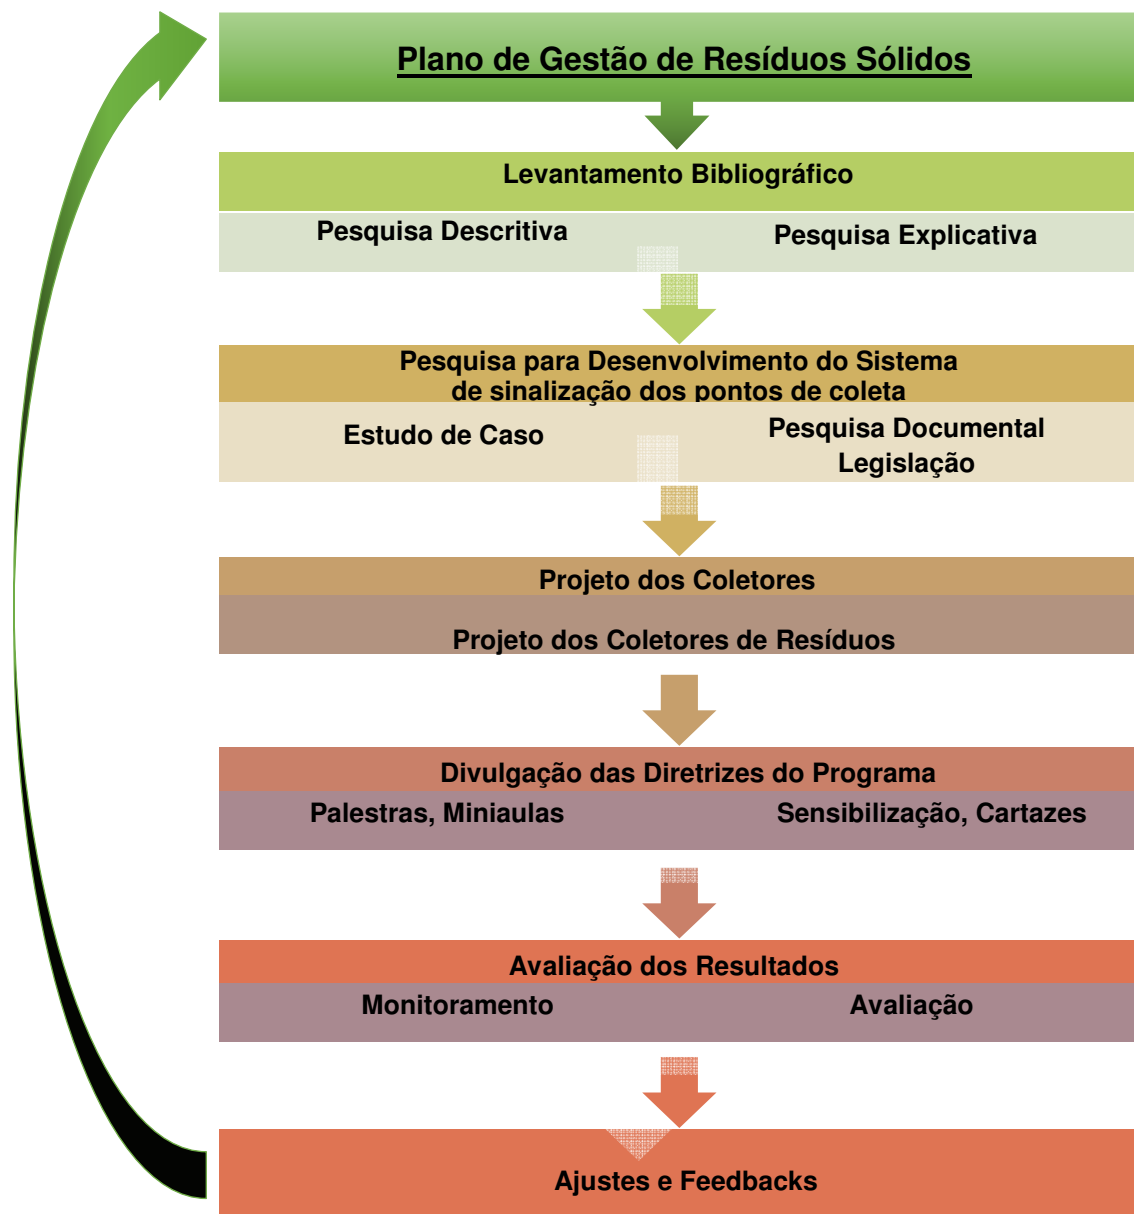 Plano de Gestão de Resíduos Sólidos
Levantamento Bibliográfico
Pesquisa Descritiva
Pesquisa Explicativa
Pesquisa para Desenvolvimento do Sistema
de sinalização dos pontos de coleta
Estudo de Caso
Pesquisa Documental
Legislação
Projeto dos Coletores
Projeto dos Coletores de Resíduos
Divulgação das Diretrizes do Programa
Palestras, Miniaulas
Sensibilização, Cartazes
Avaliação dos Resultados
Monitoramento
Avaliação
Ajustes e Feedbacks